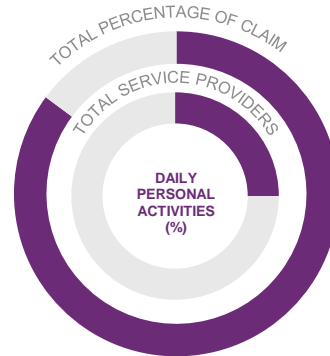 TOTAL PERCENTAGE OF CLAIM
TOTAL SERVICE PROVIDERS
DAILY
PERSONAL
ACTIVITIES
(%)